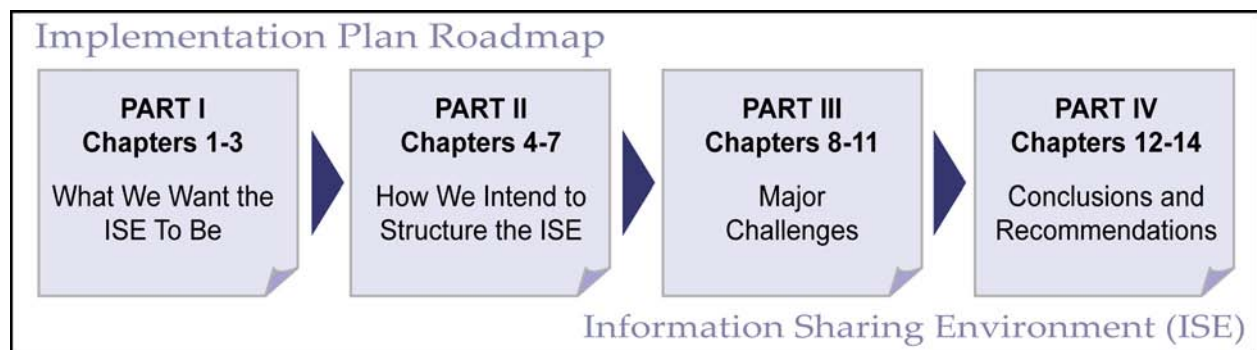 Implementation Plan Roadmap
PART I
Chapters 1-3
What We Want the
ISE To Be
PART II
Chapters 4-7
How We Intend to
Structure the ISE
PART III
Chapters 8-11
Major
Challenges
PART IV
Chapters 12-14
Conclusions and
Recommendations
Information Sharing Environment (ISE)